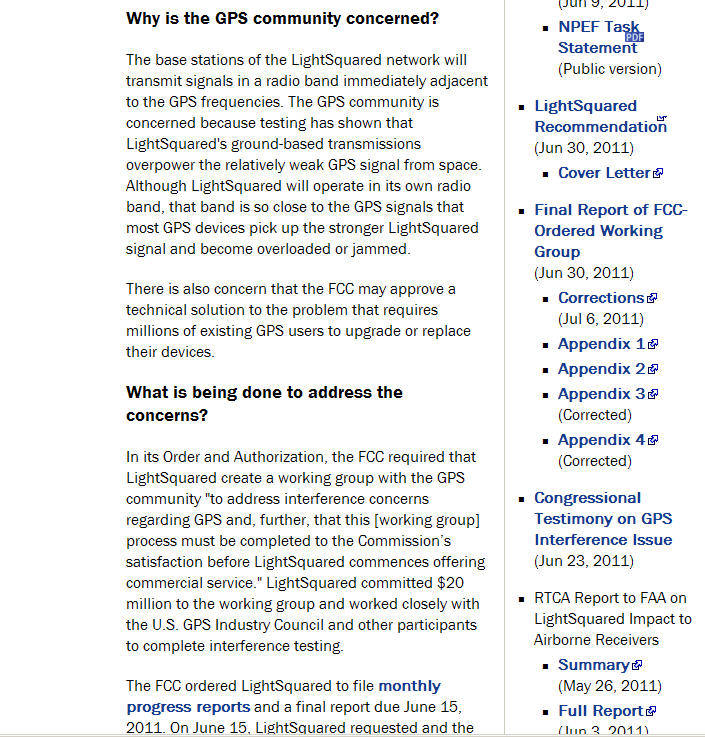 Why is the GPS community concerned?
The base stations of the LightSquared network will
transmit signals in a radio band immediately adjacent
to the GPS frequencies. The GPS community is
concerned because testing has shown that
LightSquared's ground-based transmissions
overpower the relatively weak GPS signal from space.
Although LightSquared will operate in its own radio
band, that band is so close to the GPS signals that
most GPS devices pick up the stronger LightSquared
signal and become overloaded or jammed.
There is also concern that the FCC may approve a
technical solution to the problem that requires
millions of existing GPS users to upgrade or replace
their devices.
What is being done to address the
concerns?
In its Order and Authorization, the FCC required that
LightSquared create a working group with the GPS
community "to address interference concerns
regarding GPS and, further, that this [working group]
process must be completed to the Commission's
satisfaction before LightSquared commences offering
commercial service." LightSquared committed $20
million to the working group and worked closely with
the U.S. GPS Industry Council and other participants
to complete interference testing.
The FCC ordered LightSquared to file monthly
progress reports and a final report due June 15,
2011. On June 15, LightSquared requested and the
(Jun 9, 2011)
NPEF Task
PDF
Statement
(Public version)
LightSquared
Recommendation
(Jun 30, 2011)
Cover Letter
Final Report of FCC-
Ordered Working
Group
(Jun 30, 2011)
Corrections
(Jul 6, 2011)
Appendix 1
Appendix 2
Appendix 3
(Corrected)
Appendix 4
(Corrected)
Congressional
Testimony on GPS
Interference Issue
(Jun 23, 2011)
RTCA Report to FAA on
LightSquared Impact to
Airborne Receivers
Summary
(May 26, 2011)
Full Report
(Jun 3, 2011)